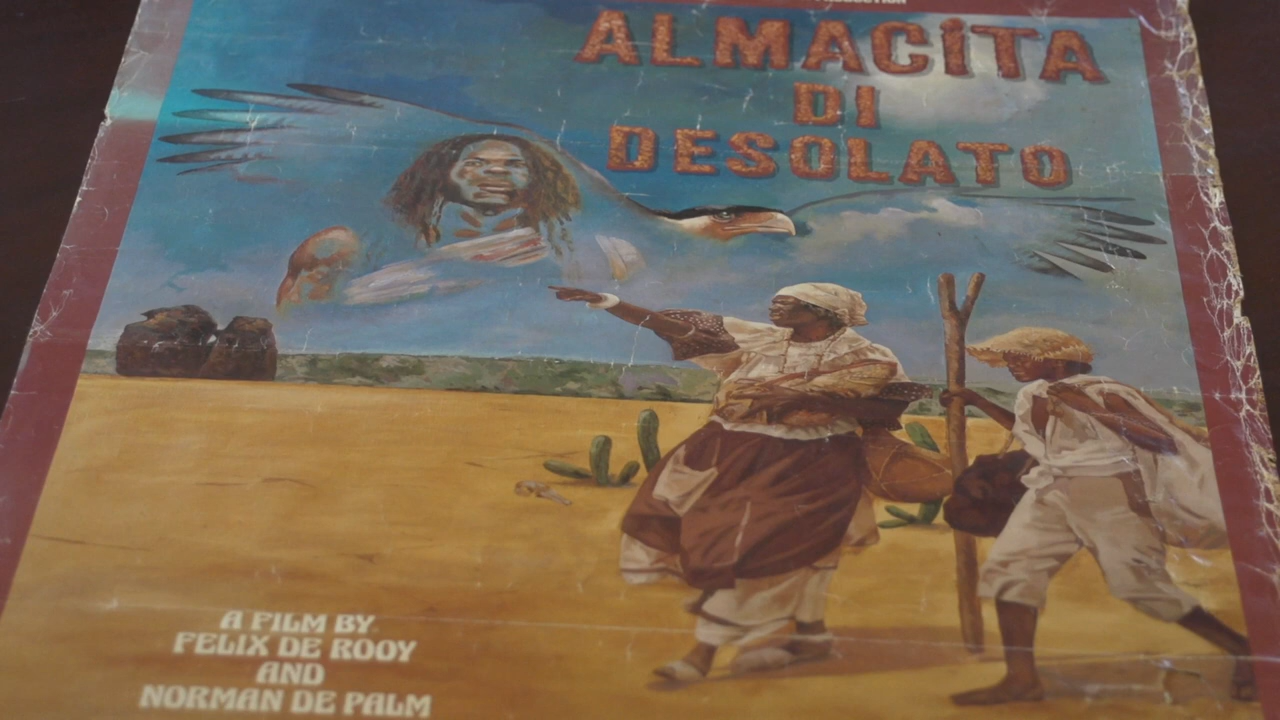 ALMACiTA
DI
DESOLATO
A FILM BY
FELIX DE ROOY
AND
NORMAN DE PALM